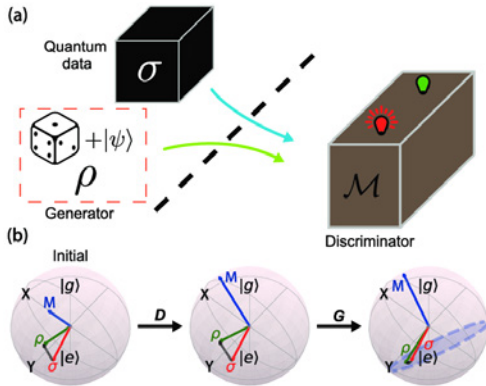 (a)
Quantum
data
σ
+|ψ⟩
ρ
Generator
M
Discriminator
(b)
Initial
X
M
|g⟩
ρ
Y
σ
|e⟩
D
X
M
|g⟩
ρ
Y
σ
|e⟩
G
X
M
|g⟩
ρ
σ
Y
|e⟩